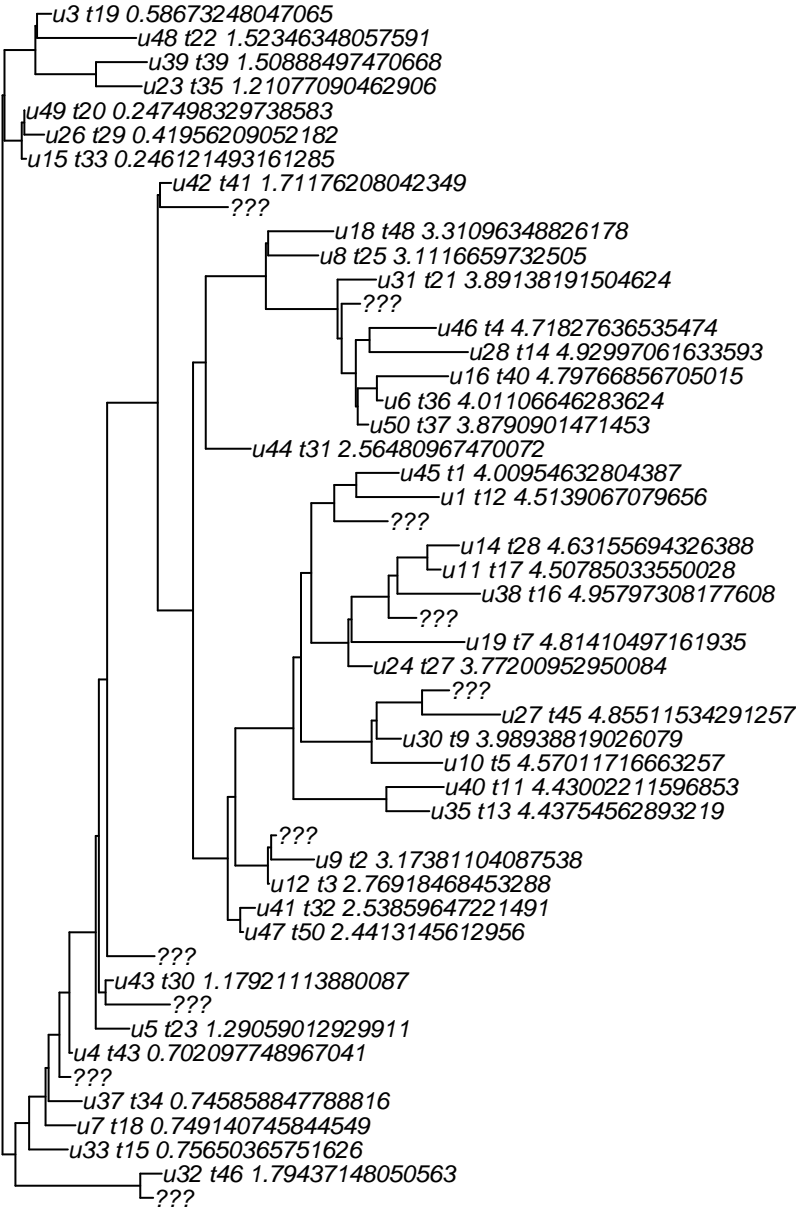 u3 t19 0.58673248047065
u48 t22 1.52346348057591
u39 t39 1.50888497470668
u23 t35 1.21077090462906
u49 t20 0.247498329738583
u26 t29 0.41956209052182
u15 t33 0.246121493161285
u42 t41 1.71176208042349
???
u18 t48 3.31096348826178
u8 t25 3.1116659732505
u31 t21 3.89138191504624
???
u46 t4 4.71827636535474
u28 t14 4.92997061633593
u16 t40 4.79766856705015
u6 t36 4.01106646283624
u50 t37 3.8790901471453
u44 t31 2.56480967470072
u45 t1 4.00954632804387
u1 t12 4.5139067079656
???
u14 t28 4.63155694326388
u11 t17 4.50785033550028
u38 t16 4.95797308177608
???
u19 t7 4.81410497161935
u24 t27 3.77200952950084
???
u27 t45 4.85511534291257
u30 t9 3.98938819026079
u10 t5 4.57011716663257
u40 t11 4.43002211596853
u35 t13 4.43754562893219
???
u9 t2 3.17381104087538
u12 t3 2.76918468453288
u41 t32 2.53859647221491
u47 t50 2.4413145612956
???
u43 t30 1.17921113880087
???
u5 t23 1.29059012929911
u4 t43 0.702097748967041
???
u37 t34 0.745858847788816
u7 t18 0.749140745844549
u33 t15 0.75650365751626
u32 t46 1.79437148050563
???